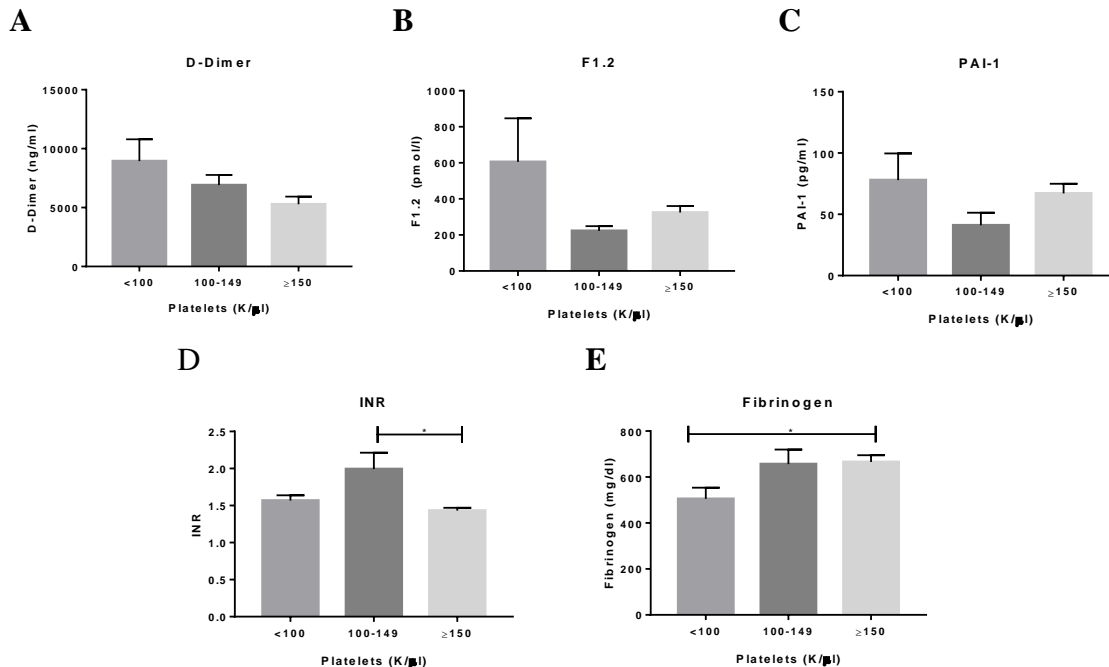 A
D-Dimer
D-Dimer (ng/ml)
15000
10000
5000
0
<100
100-149
≥150
Platelets (K/μl)
B
F1.2
F1.2 (pmol/l)
1000
800
600
400
200
0
<100
100-149
≥150
Platelets (K/μl)
C
PAI-1
PAI-1 (pg/ml)
150
100
50
0
<100
100-149
≥150
Platelets (K/μl)
D
INR
INR
2.5
2.0
1.5
1.0
0.5
0.0
*
<100
100-149
≥150
Platelets (K/μl)
E
Fibrinogen
Fibrinogen (mg/dl)
800
600
400
200
0
*
<100
100-149
≥150
Platelets (K/μl)